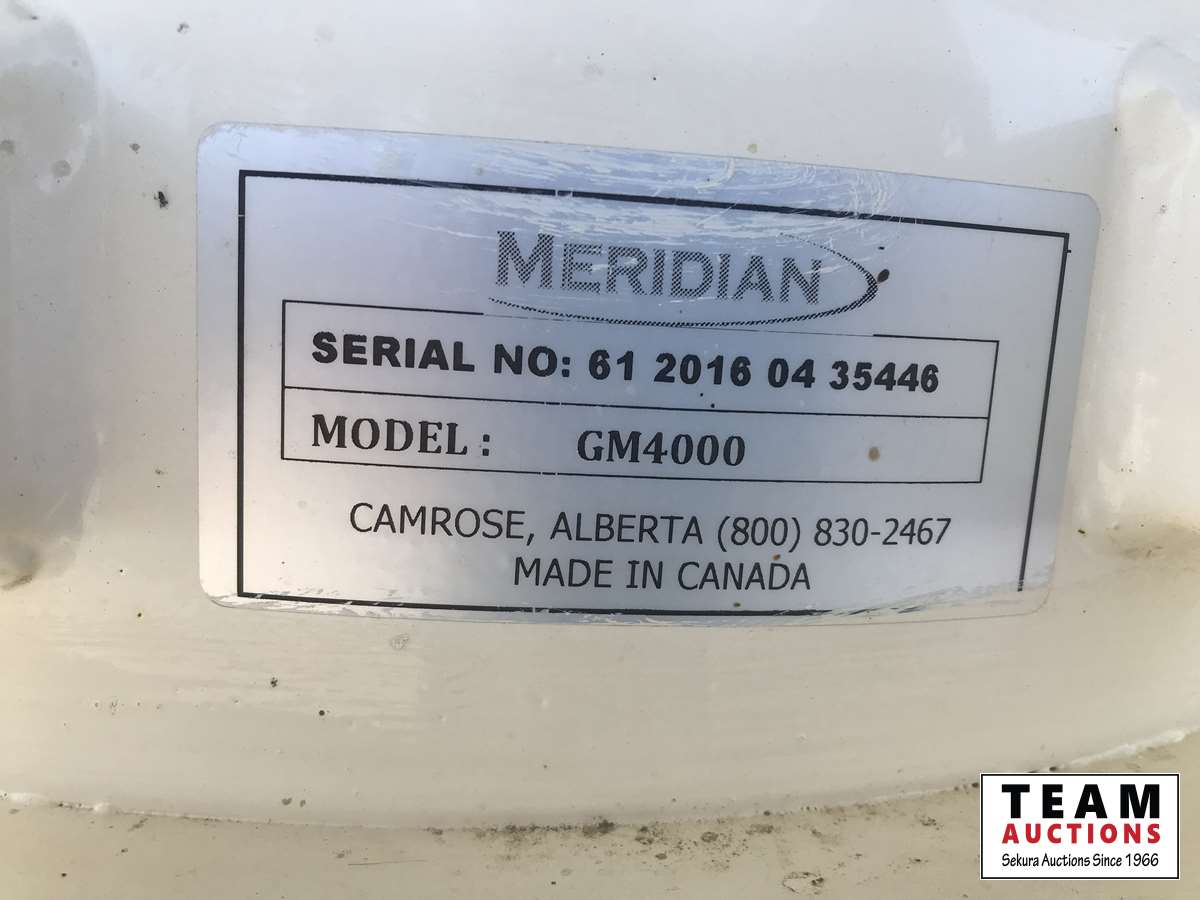 MERIDIAN
SERIAL NO: 61 2016 04 35446
MODEL : GM4000
CAMROSE, ALBERTA (800) 830-2467
MADE IN CANADA
TEAM
AUCTIONS
Sekura Auctions Since 1966